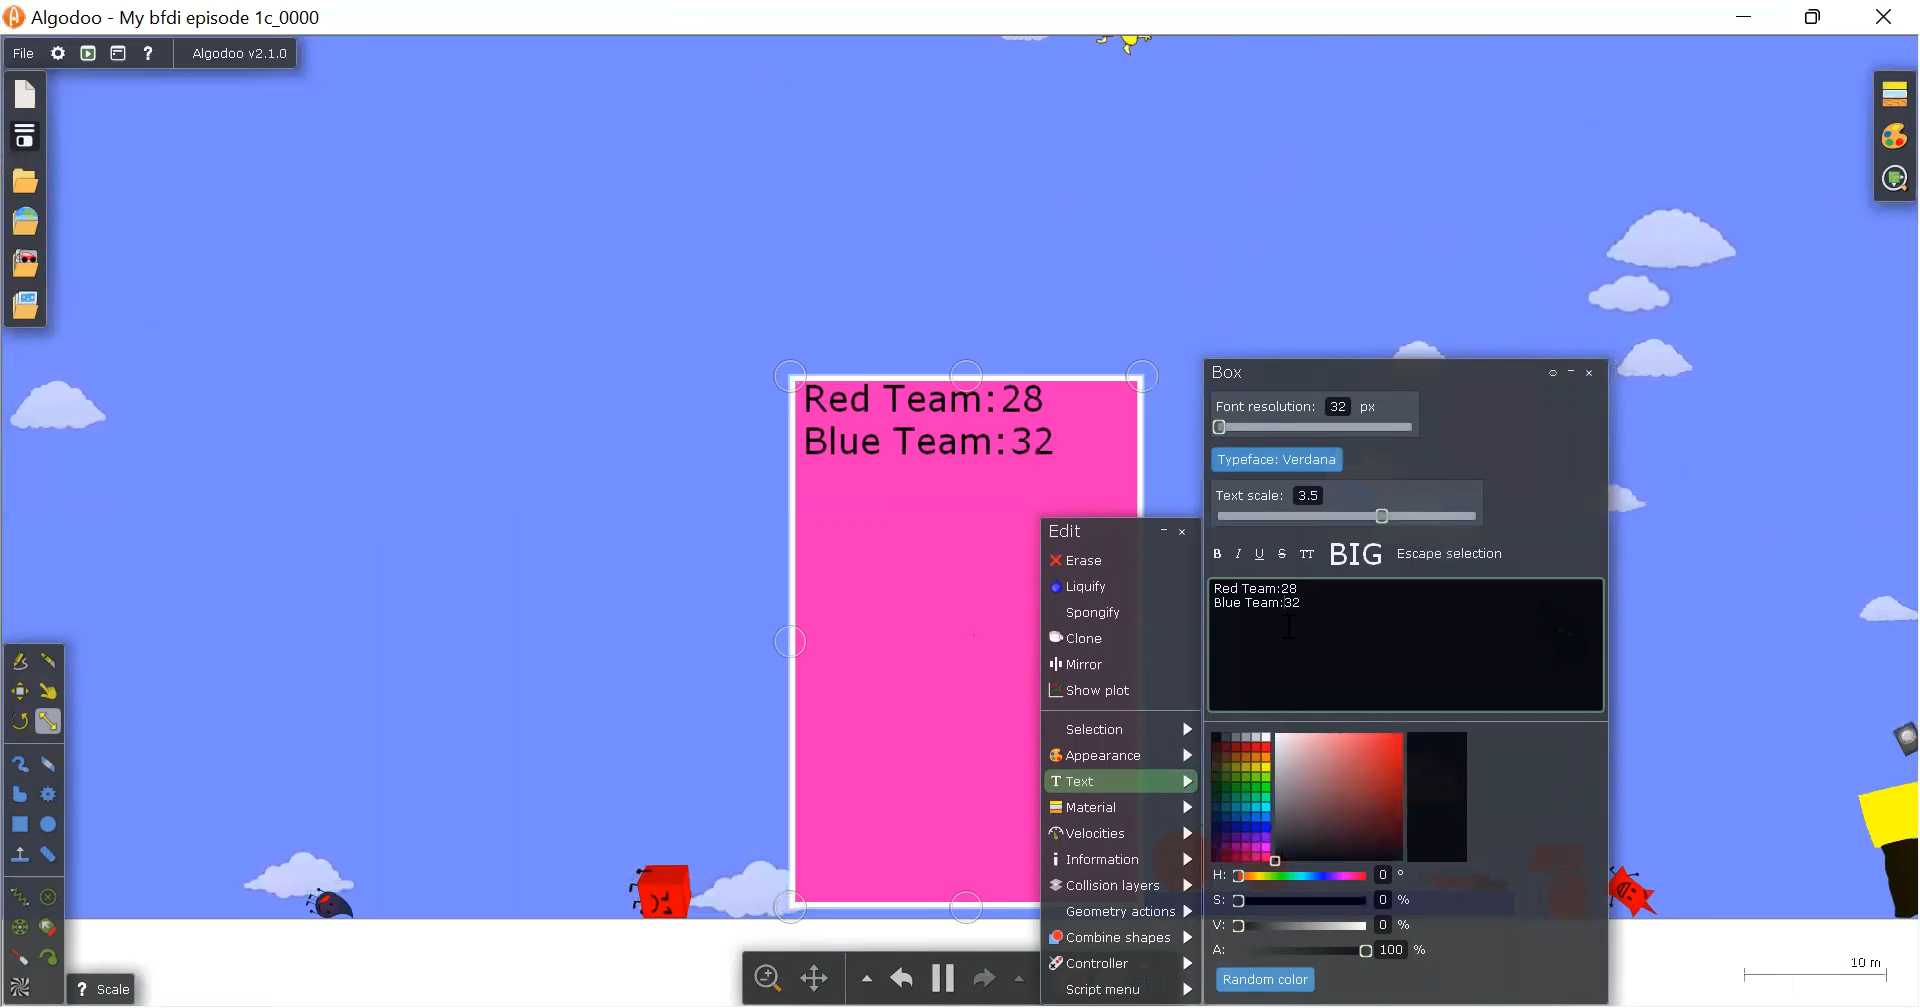 Algodoo - My bfdi episode 1c_0000
File
?
Algodoo v2.1.0
Red Team:28
Blue Team:32
Edit
Erase
Liquify
Spongify
Clone
Mirror
Show plot
Selection
Appearance
T Text
Material
Velocities
i Information
Collision layers
Geometry actions
Combine shapes
Controller
Script menu
Box
Font resolution: 32 px
Typeface: Verdana
Text scale: 3.5
B I U S TT BIG Escape selection
Red Team:28
Blue Team:32
H: 0 °
S: 0 %
V: 0 %
A: 100 %
Random color
? Scale
10 m